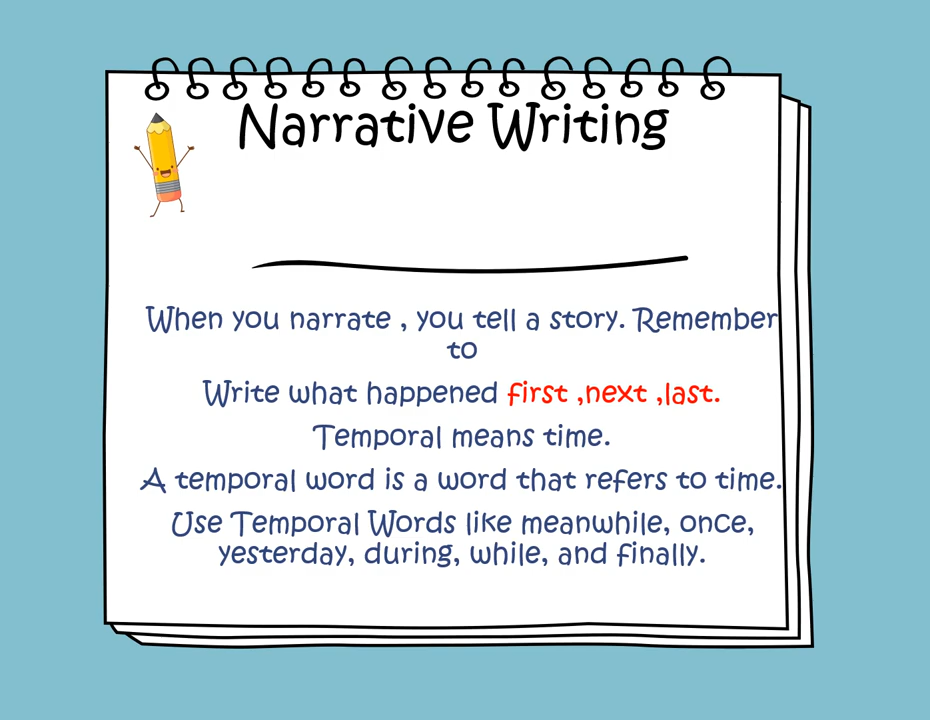 Narrative Writing
When you narrate , you tell a story. Remember
to
Write what happened first ,next ,last.
Temporal means time.
A temporal word is a word that refers to time.
Use Temporal Words like meanwhile, once,
yesterday, during, while, and finally.